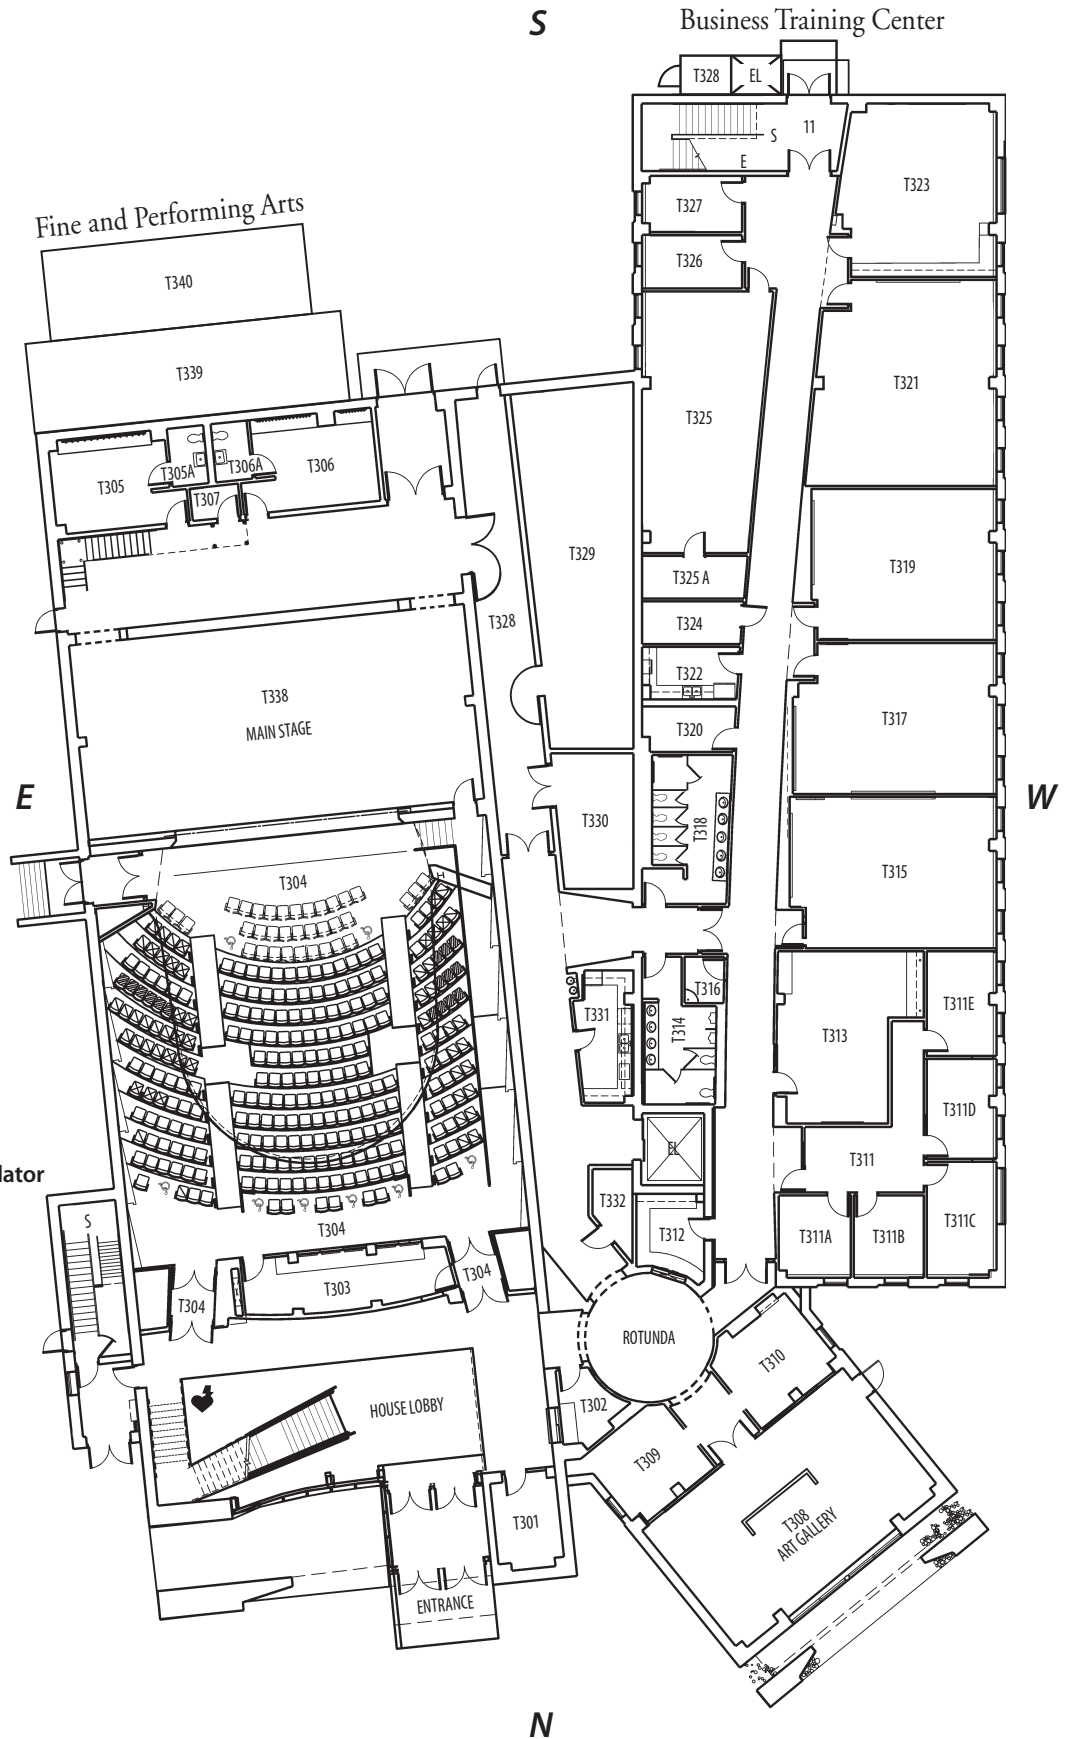 S
Business Training Center
T328
EL
11
S
E
T323
T327
Fine and Performing Arts
T326
T340
T339
T321
T325
T305
T305A
T306A
T306
T307
T329
T319
T325 A
T328
T324
T322
T338
MAIN STAGE
T320
T317
E
W
T330
T318
T315
T304
H
T316
T331
T314
T313
T311E
T311D
EL
T311
lator
T332
S
T304
T312
T311A
T311B
T311C
T304
T303
T304
ROTUNDA
T310
HOUSE LOBBY
T302
T309
T301
T308
ART GALLERY
ENTRANCE
N